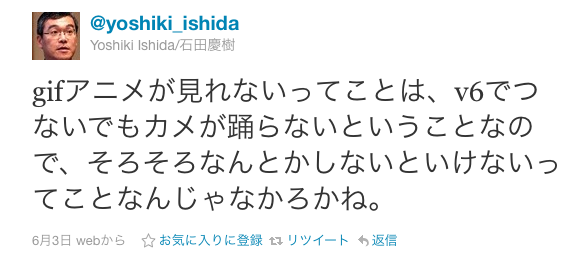 @yoshiki_ishida
Yoshiki Ishida/石田慶樹
gifアニメが見れないってことは、v6でつ
ないでもカメが踊らないということなの
で、そろそろなんとかしないといけないっ
てことなんじゃなかろかね。
6月3日 webから お気に入りに登録 リツイート 返信